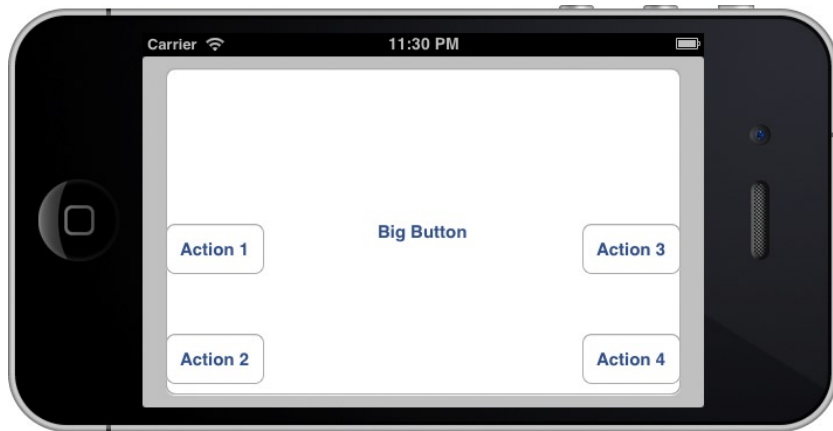 Carrier 11:30 PM
Big Button
Action 1 Action 3
Action 2 Action 4